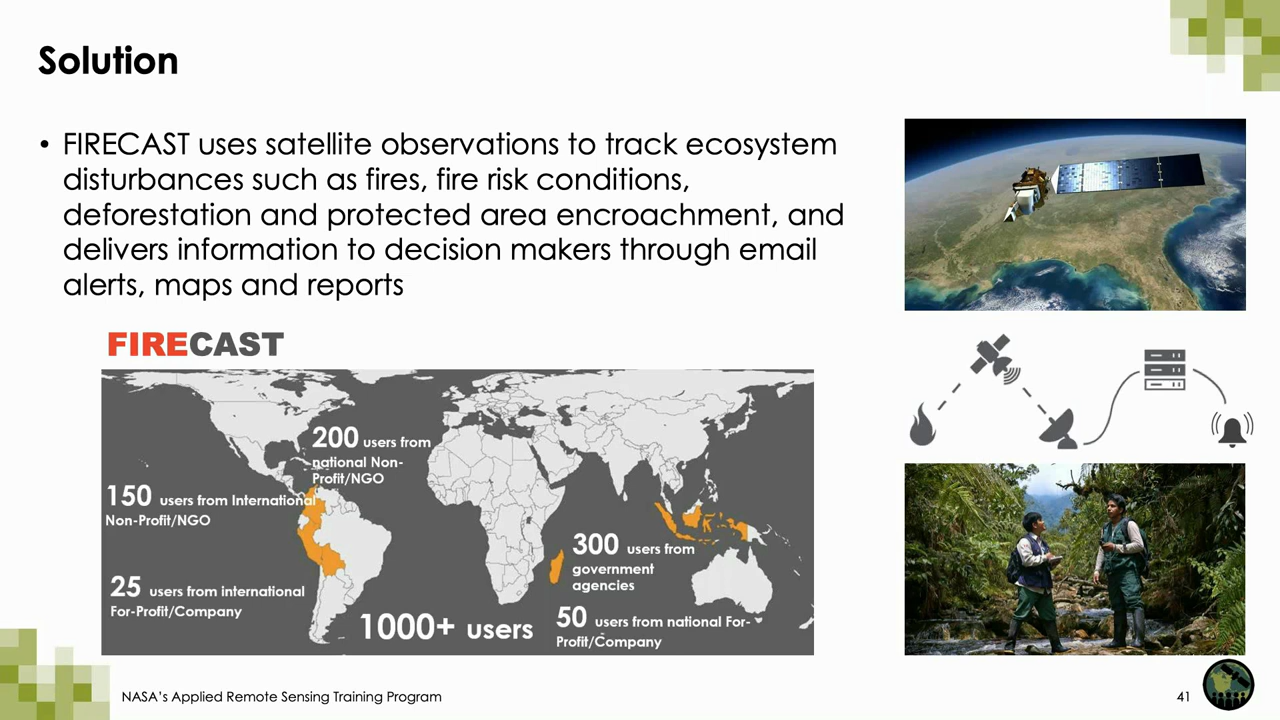 Solution
• FIRECAST uses satellite observations to track ecosystem
disturbances such as fires, fire risk conditions,
deforestation and protected area encroachment, and
delivers information to decision makers through email
alerts, maps and reports
FIRECAST
200 users from
national Non-
Profit/NGO
150 users from International
Non-Profit/NGO
300 users from
government
agencies
25 users from international
For-Profit/Company
1000+ users
50 users from national For-
Profit/Company
NASA's Applied Remote Sensing Training Program
41